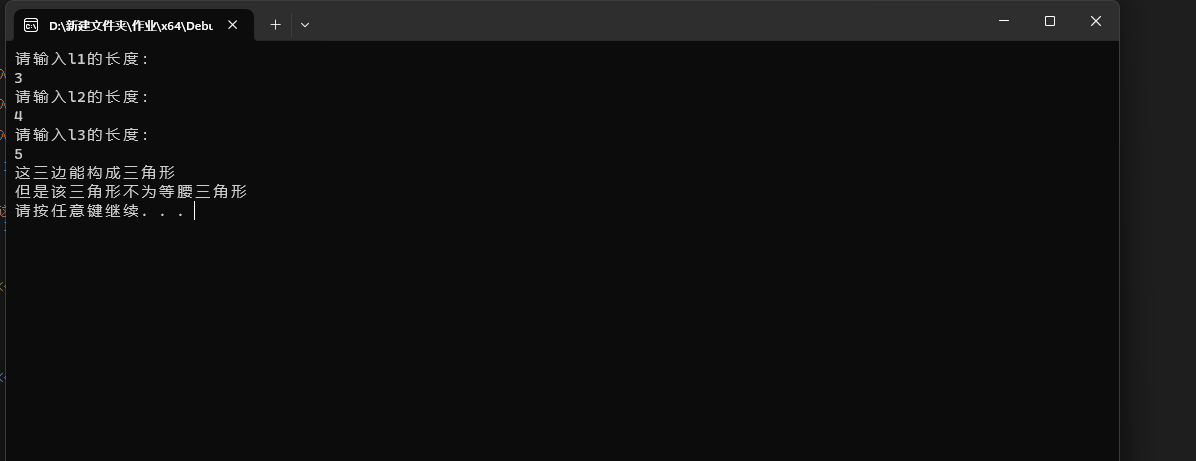 D:\新建文件夹\作业\x64\Debu
请输入l1的长度:
3
请输入l2的长度:
4
请输入l3的长度:
5
这三边能构成三角形
但是该三角形不为等腰三角形
请按任意键继续. . .